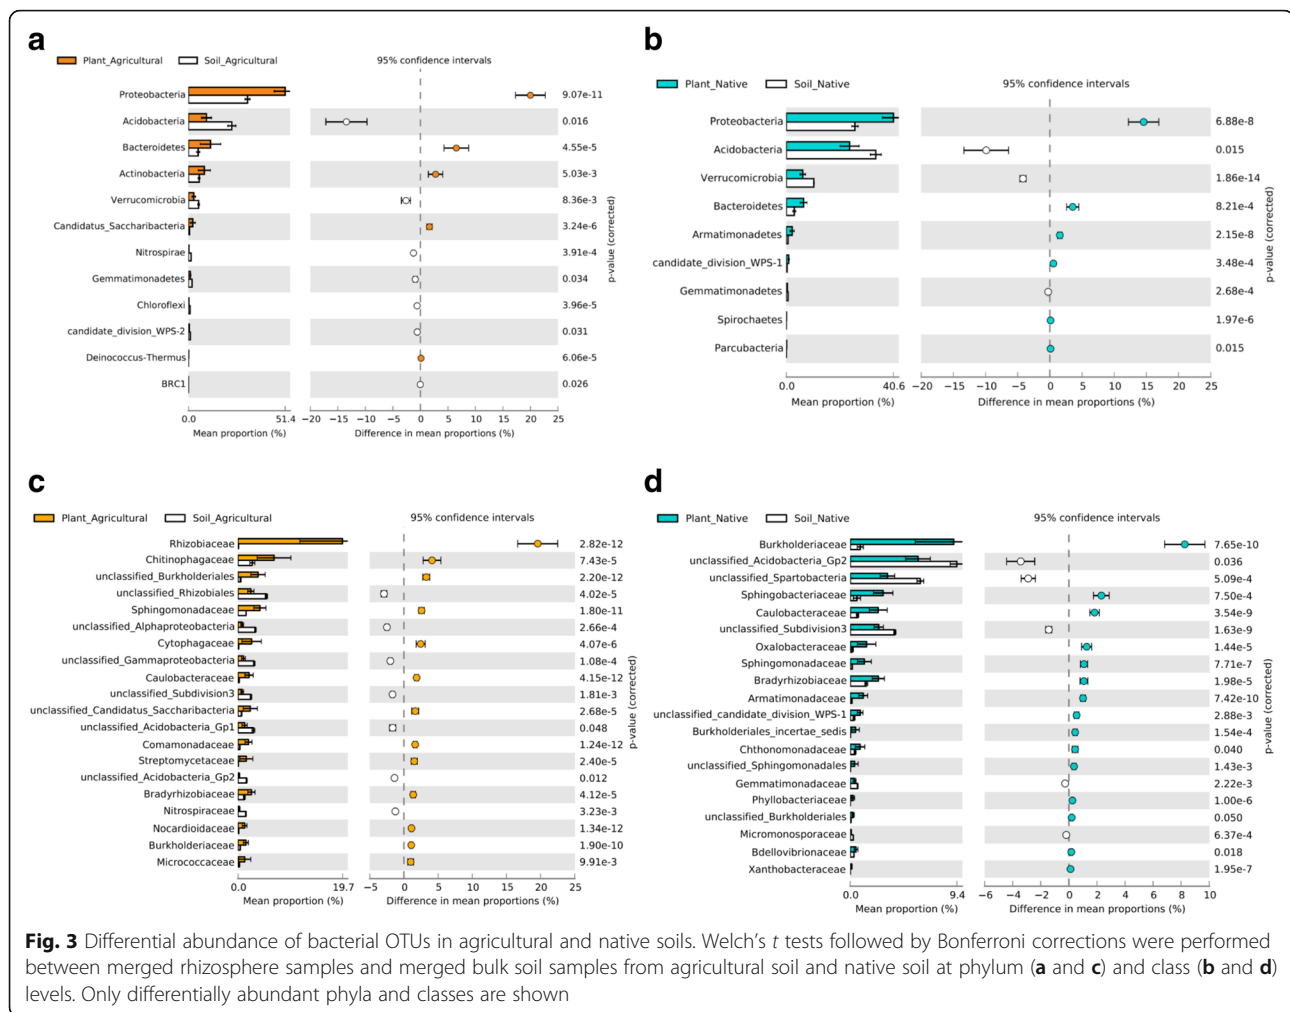 a
Plant_Agricultural Soil_Agricultural 95% confidence intervals
Proteobacteria 9.07e-11
Acidobacteria 0.016
Bacteroidetes 4.55e-5
Actinobacteria 5.03e-3
Verrucomicrobia 8.36e-3
Candidatus_Saccharibacteria 3.24e-6
Nitrospirae 3.91e-4
Gemmatimonadetes 0.034
Chloroflexi 3.96e-5
candidate_division_WPS-2 0.031
Deinococcus-Thermus 6.06e-5
BRC1 0.026
p-value (corrected)
0.0 51.4 −20 −15 −10 −5 0 5 10 15 20 25
Mean proportion (%) Difference in mean proportions (%)
b
Plant_Native Soil_Native 95% confidence intervals
Proteobacteria 6.88e-8
Acidobacteria 0.015
Verrucomicrobia 1.86e-14
Bacteroidetes 8.21e-4
Armatimonadetes 2.15e-8
candidate_division_WPS-1 3.48e-4
Gemmatimonadetes 2.68e-4
Spirochaetes 1.97e-6
Parcubacteria 0.015
p-value (corrected)
0.0 40.6 −20 −15 −10 −5 0 5 10 15 20 25
Mean proportion (%) Difference in mean proportions (%)
c
Plant_Agricultural Soil_Agricultural 95% confidence intervals
Rhizobiaceae 2.82e-12
Chitinophagaceae 7.43e-5
unclassified_Burkholderiales 2.20e-12
unclassified_Rhizobiales 4.02e-5
Sphingomonadaceae 1.80e-11
unclassified_Alphaproteobacteria 2.66e-4
Cytophagaceae 4.07e-6
unclassified_Gammaproteobacteria 1.08e-4
Caulobacteraceae 4.15e-12
unclassified_Subdivision3 1.81e-3
unclassified_Candidatus_Saccharibacteria 2.68e-5
unclassified_Acidobacteria_Gp1 0.048
Comamonadaceae 1.24e-12
Streptomycetaceae 2.40e-5
unclassified_Acidobacteria_Gp2 0.012
Bradyrhizobiaceae 4.12e-5
Nitrospiraceae 3.23e-3
Nocardioidaceae 1.34e-12
Burkholderiaceae 1.90e-10
Micrococcaceae 9.91e-3
p-value (corrected)
0.0 19.7 −5 0 5 10 15 20 25
Mean proportion (%) Difference in mean proportions (%)
d
Plant_Native Soil_Native 95% confidence intervals
Burkholderiaceae 7.65e-10
unclassified_Acidobacteria_Gp2 0.036
unclassified_Spartobacteria 5.09e-4
Sphingobacteriaceae 7.50e-4
Caulobacteraceae 3.54e-9
unclassified_Subdivision3 1.63e-9
Oxalobacteraceae 1.44e-5
Sphingomonadaceae 7.71e-7
Bradyrhizobiaceae 1.98e-5
Armatimonadaceae 7.42e-10
unclassified_candidate_division_WPS-1 2.88e-3
Burkholderiales_incertae_sedis 1.54e-4
Chthonomonadaceae 0.040
unclassified_Sphingomonadales 1.43e-3
Gemmatimonadaceae 2.22e-3
Phyllobacteriaceae 1.00e-6
unclassified_Burkholderiales 0.050
Micromonosporaceae 6.37e-4
Bdellovibrionaceae 0.018
Xanthobacteraceae 1.95e-7
p-value (corrected)
0.0 9.4 −6 −4 −2 0 2 4 6 8 10
Mean proportion (%) Difference in mean proportions (%)
Fig. 3 Differential abundance of bacterial OTUs in agricultural and native soils. Welch's t tests followed by Bonferroni corrections were performed
between merged rhizosphere samples and merged bulk soil samples from agricultural soil and native soil at phylum (a and c) and class (b and d)
levels. Only differentially abundant phyla and classes are shown